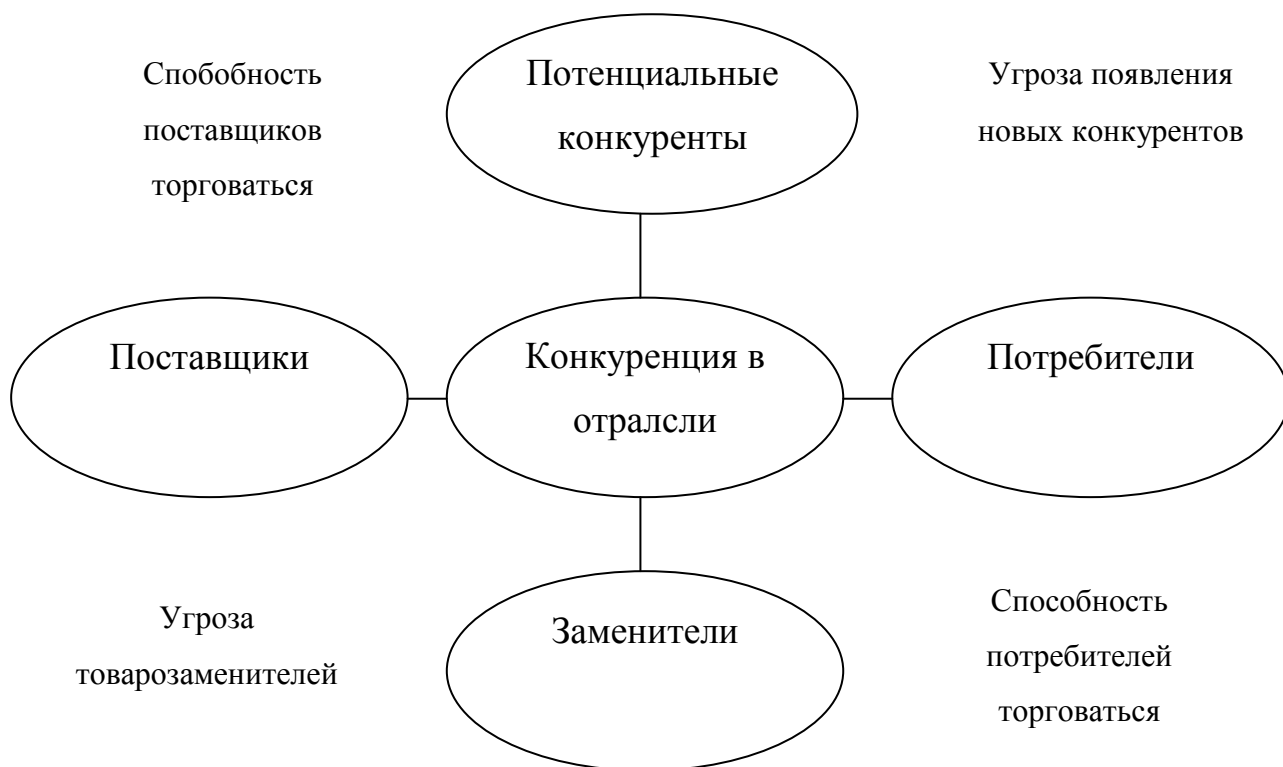 Спобобность
поставщиков
торговаться
Потенциальные
конкуренты
Угроза появления
новых конкурентов
Поставщики
Конкуренция в
отралсли
Потребители
Угроза
товарозаменителей
Заменители
Способность
потребителей
торговаться